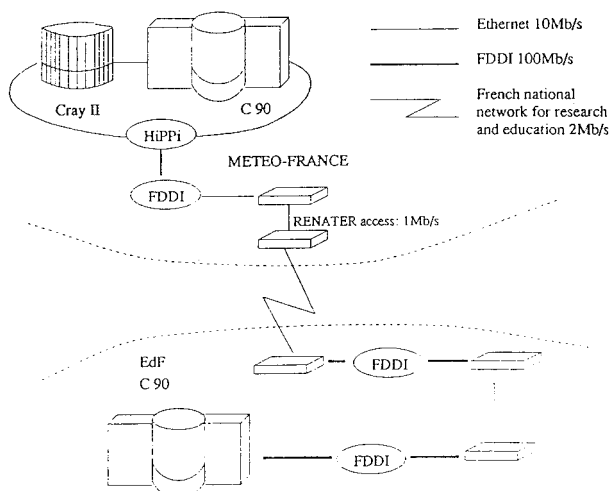 Ethernet 10Mb/s
FDDI 100Mb/s
French national
network for research
and education 2Mb/s
Cray II
C 90
HiPPi
METEO-FRANCE
FDDI
RENATER access: 1Mb/s
EdF
C 90
FDDI
FDDI